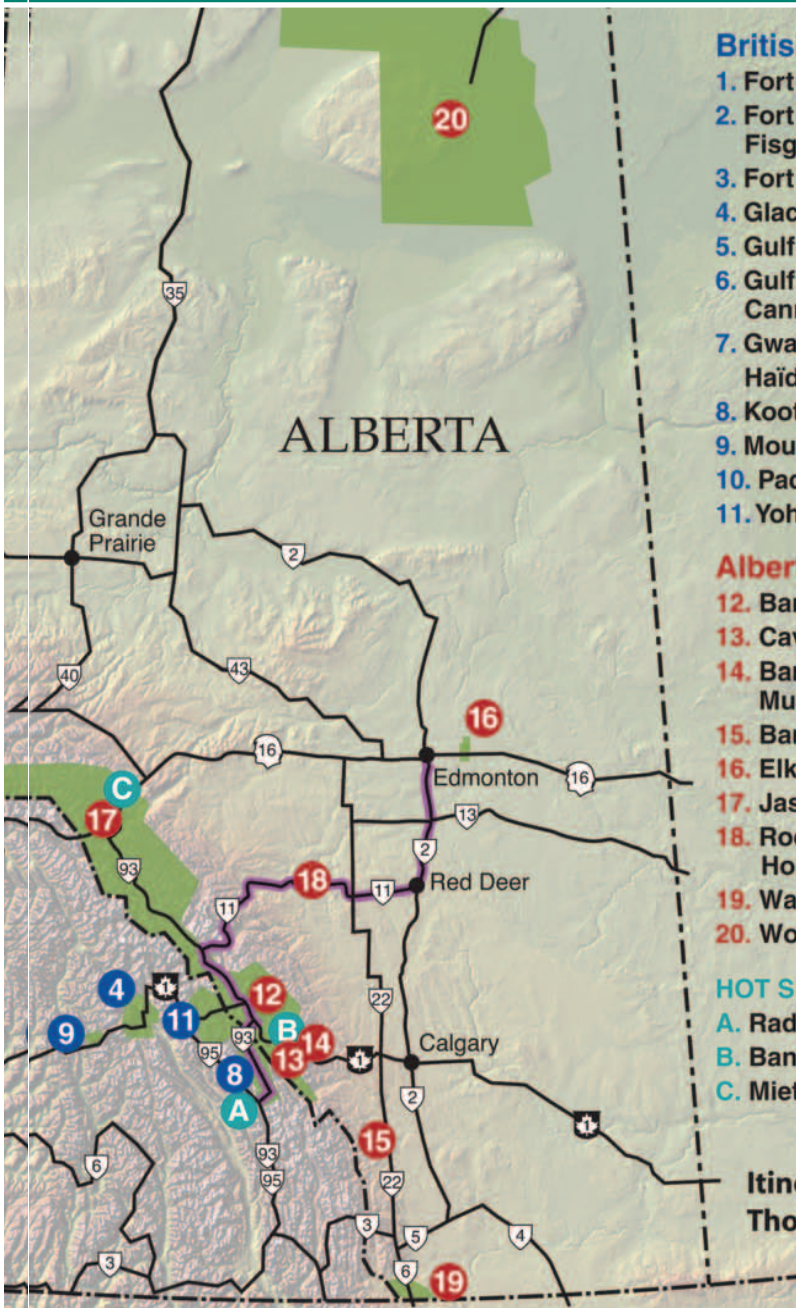 20
35
ALBERTA
Grande
Prairie
2
40
43
16
16
Edmonton
16
C
17
13
93
2
18
11
Red Deer
11
12
4
1
22
11
B
9
93
14
Calgary
95
13
1
8
2
A
1
15
93
6
95
22
3
5
4
3
6
19
Britis
1. Fort
2. Fort
Fisg
3. Fort
4. Glac
5. Gulf
6. Gulf
Canr
7. Gwa
Haïd
8. Koot
9. Mou
10. Pac
11. Yoh
Alber
12. Bar
13. Cav
14. Bar
Mu
15. Bar
16. Elk
17. Jas
18. Roc
Ho
19. Wa
20. Wo
HOT S
A. Rad
B. Ban
C. Miet
Itine
Tho